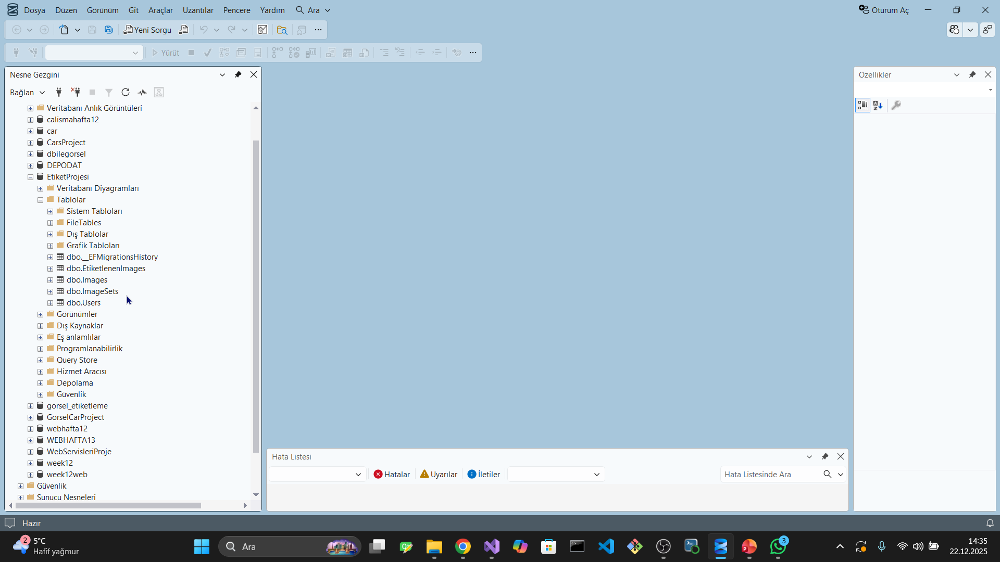 Dosya Düzen Görünüm Git Araçlar Uzantılar Pencere Yardım Ara Oturum Aç
Yeni Sorgu
Yürüt
Nesne Gezgini
Bağlan
Veritabanı Anlık Görüntüleri
calismahafta12
car
CarsProject
dbilegorsel
DEPODAT
EtiketProjesi
Veritabanı Diyagramları
Tablolar
Sistem Tabloları
FileTables
Dış Tablolar
Grafik Tabloları
dbo.__EFMigrationsHistory
dbo.EtiketlenenImages
dbo.Images
dbo.ImageSets
dbo.Users
Görünümler
Dış Kaynaklar
Eş anlamlılar
Programlanabilirlik
Query Store
Hizmet Aracısı
Depolama
Güvenlik
gorsel_etiketleme
GorselCarProject
webhafta12
WEBHAFTA13
WebServisleriProje
week12
week12web
Güvenlik
Sunucu Nesneleri
Hata Listesi
Hatalar Uyarılar İletiler Hata Listesinde Ara
Özellikler
Hazır
2
5°C
Hafif yağmur
Ara
3
14:35
22.12.2025